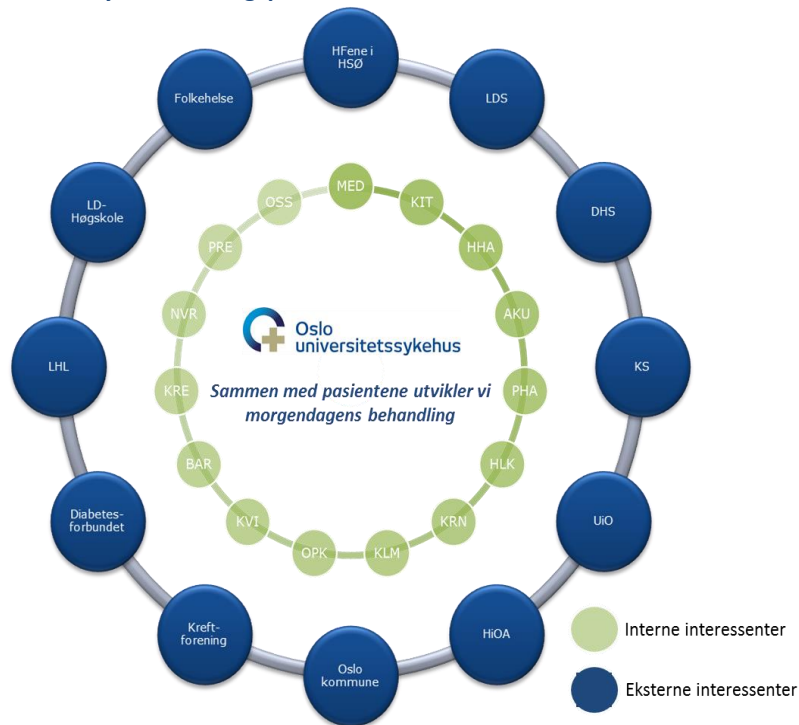 HFene i
HSØ
LDS
DHS
KS
UiO
HiOA
Oslo
kommune
Kreft-
forening
Diabetes-
forbundet
LHL
LD-
Høgskole
Folkehelse
MED
KIT
HHA
AKU
PHA
HLK
KRN
KLM
OPK
KVI
BAR
KRE
NVR
PRE
OSS
Oslo
universitetssykehus
Sammen med pasientene utvikler vi
morgendagens behandling
Interne interessenter
Eksterne interessenter